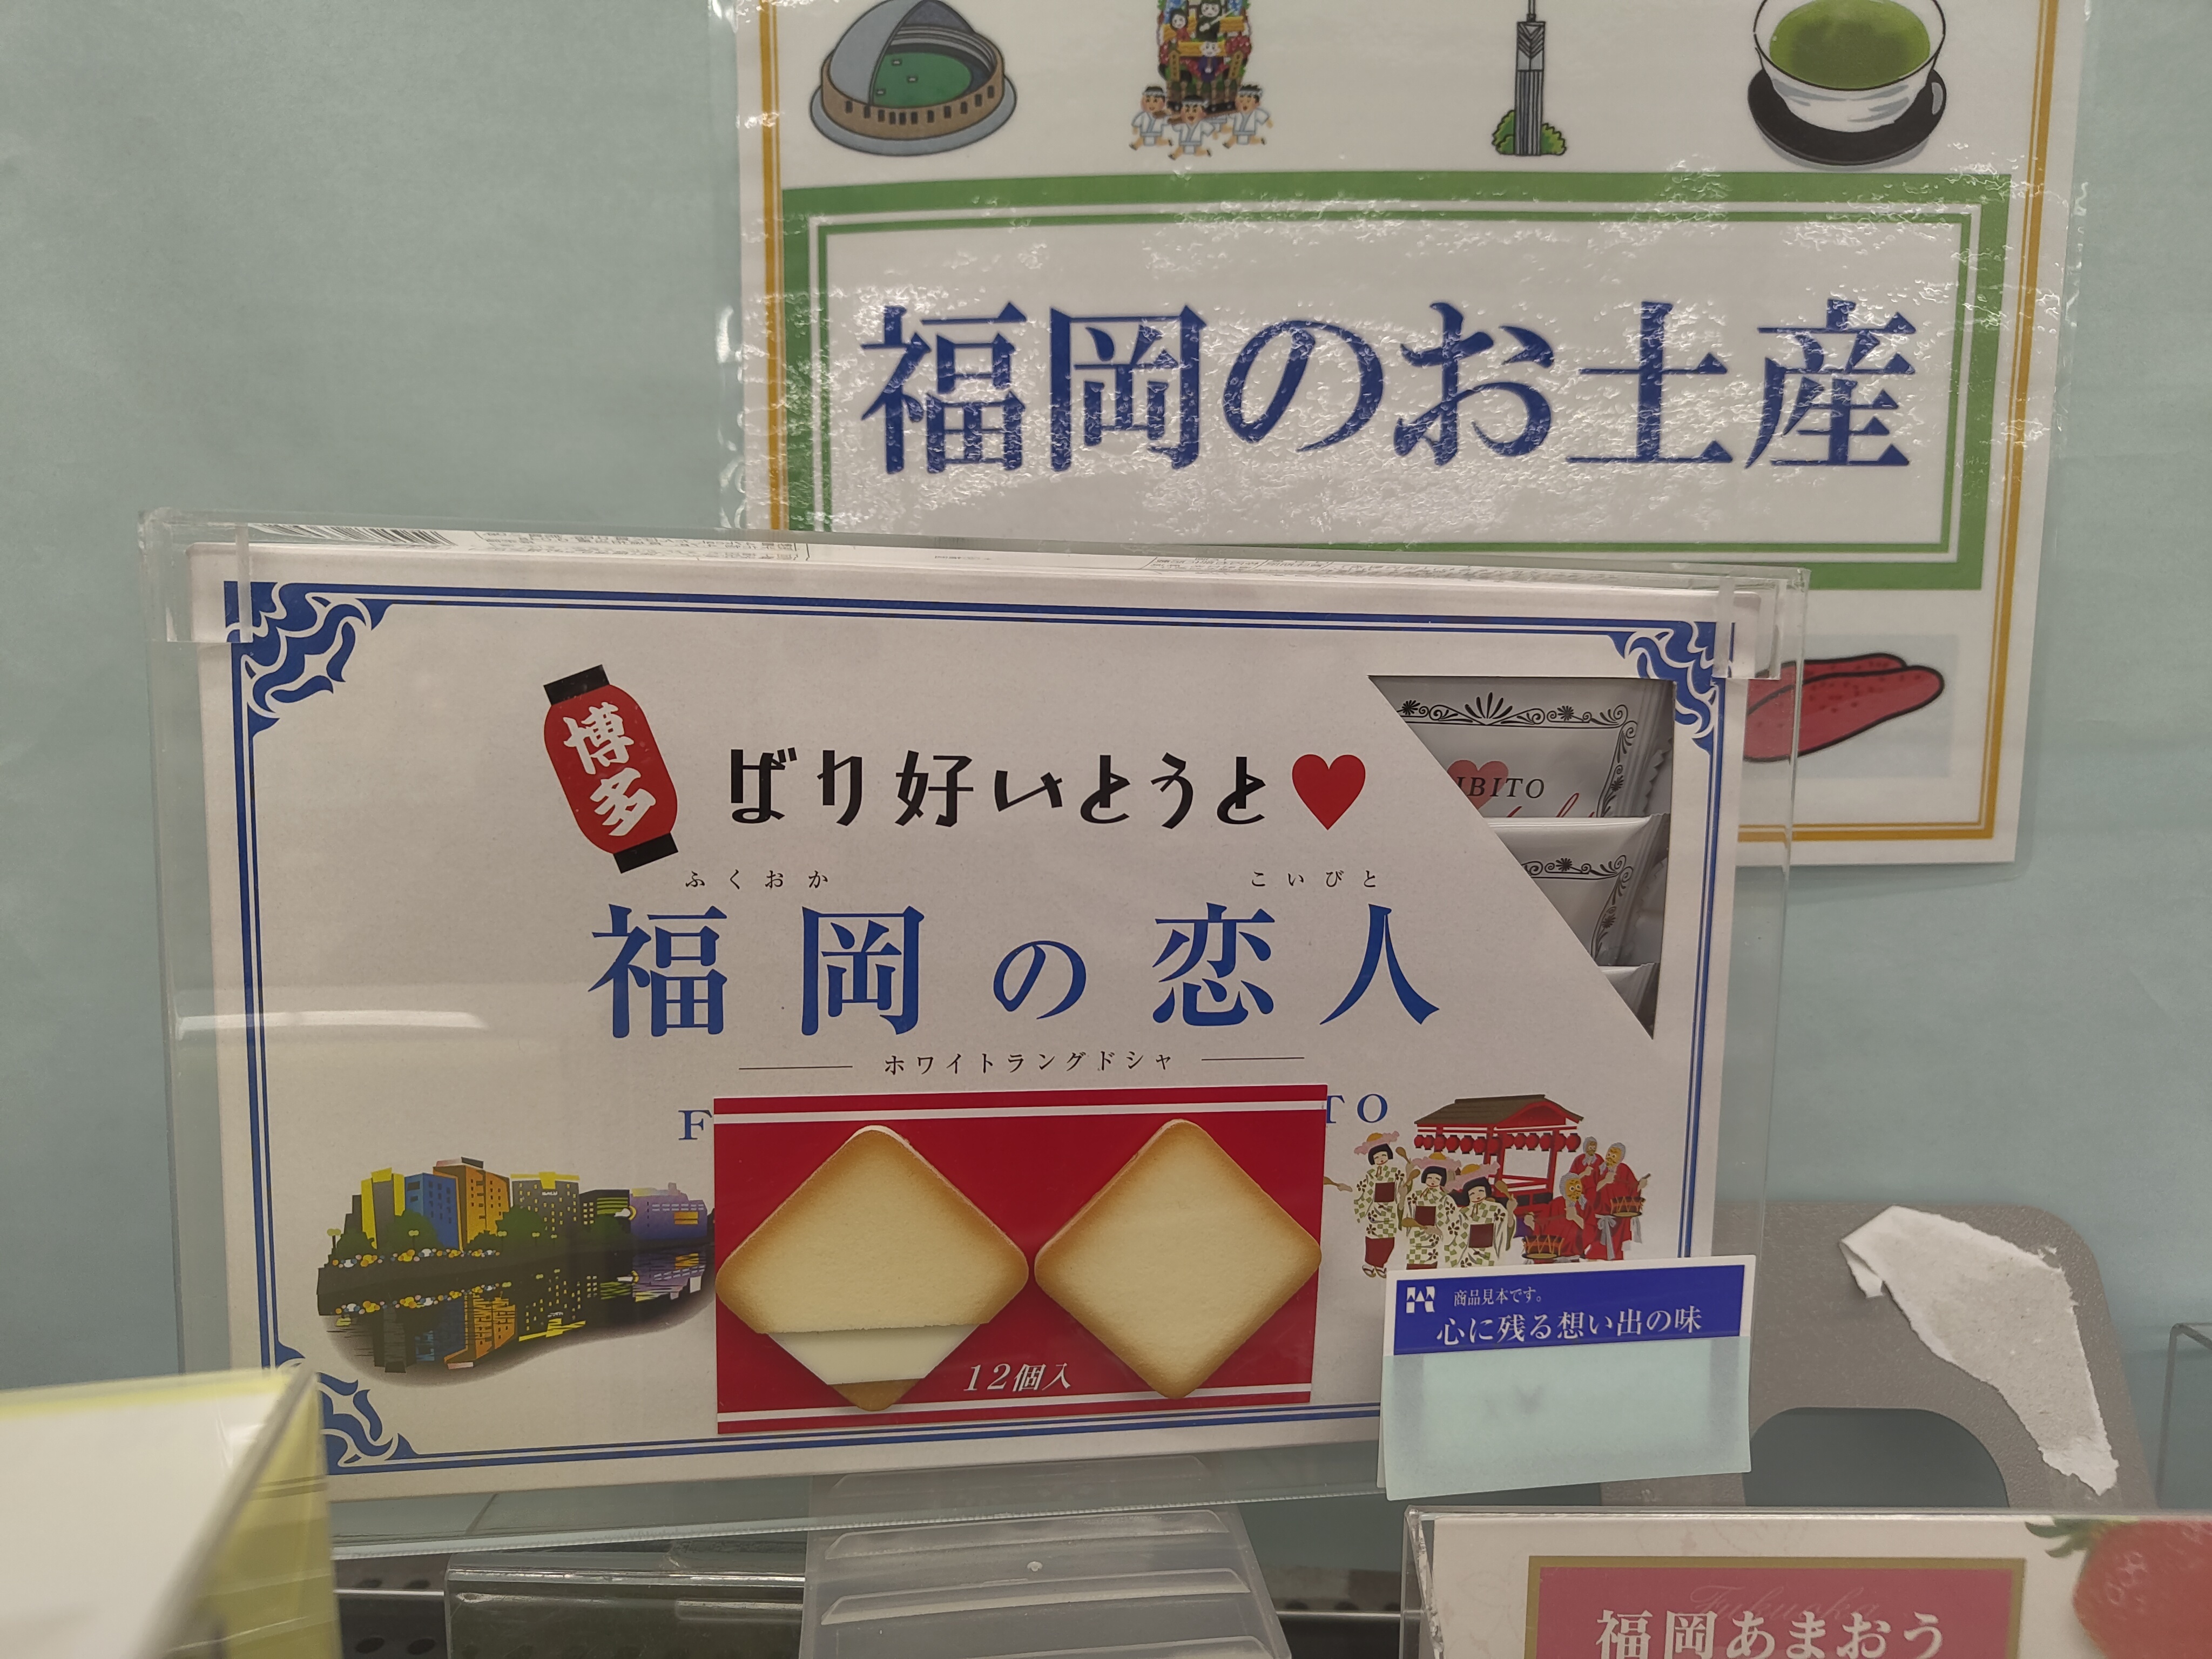 福岡のお土産
博多
ばり好いとうと♥
ふくおか こいびと
福岡の恋人
ホワイトラングドシャ
F TO
IBITO
12個入
商品見本です。
心に残る想い出の味
Fukuoka
福岡あまおう